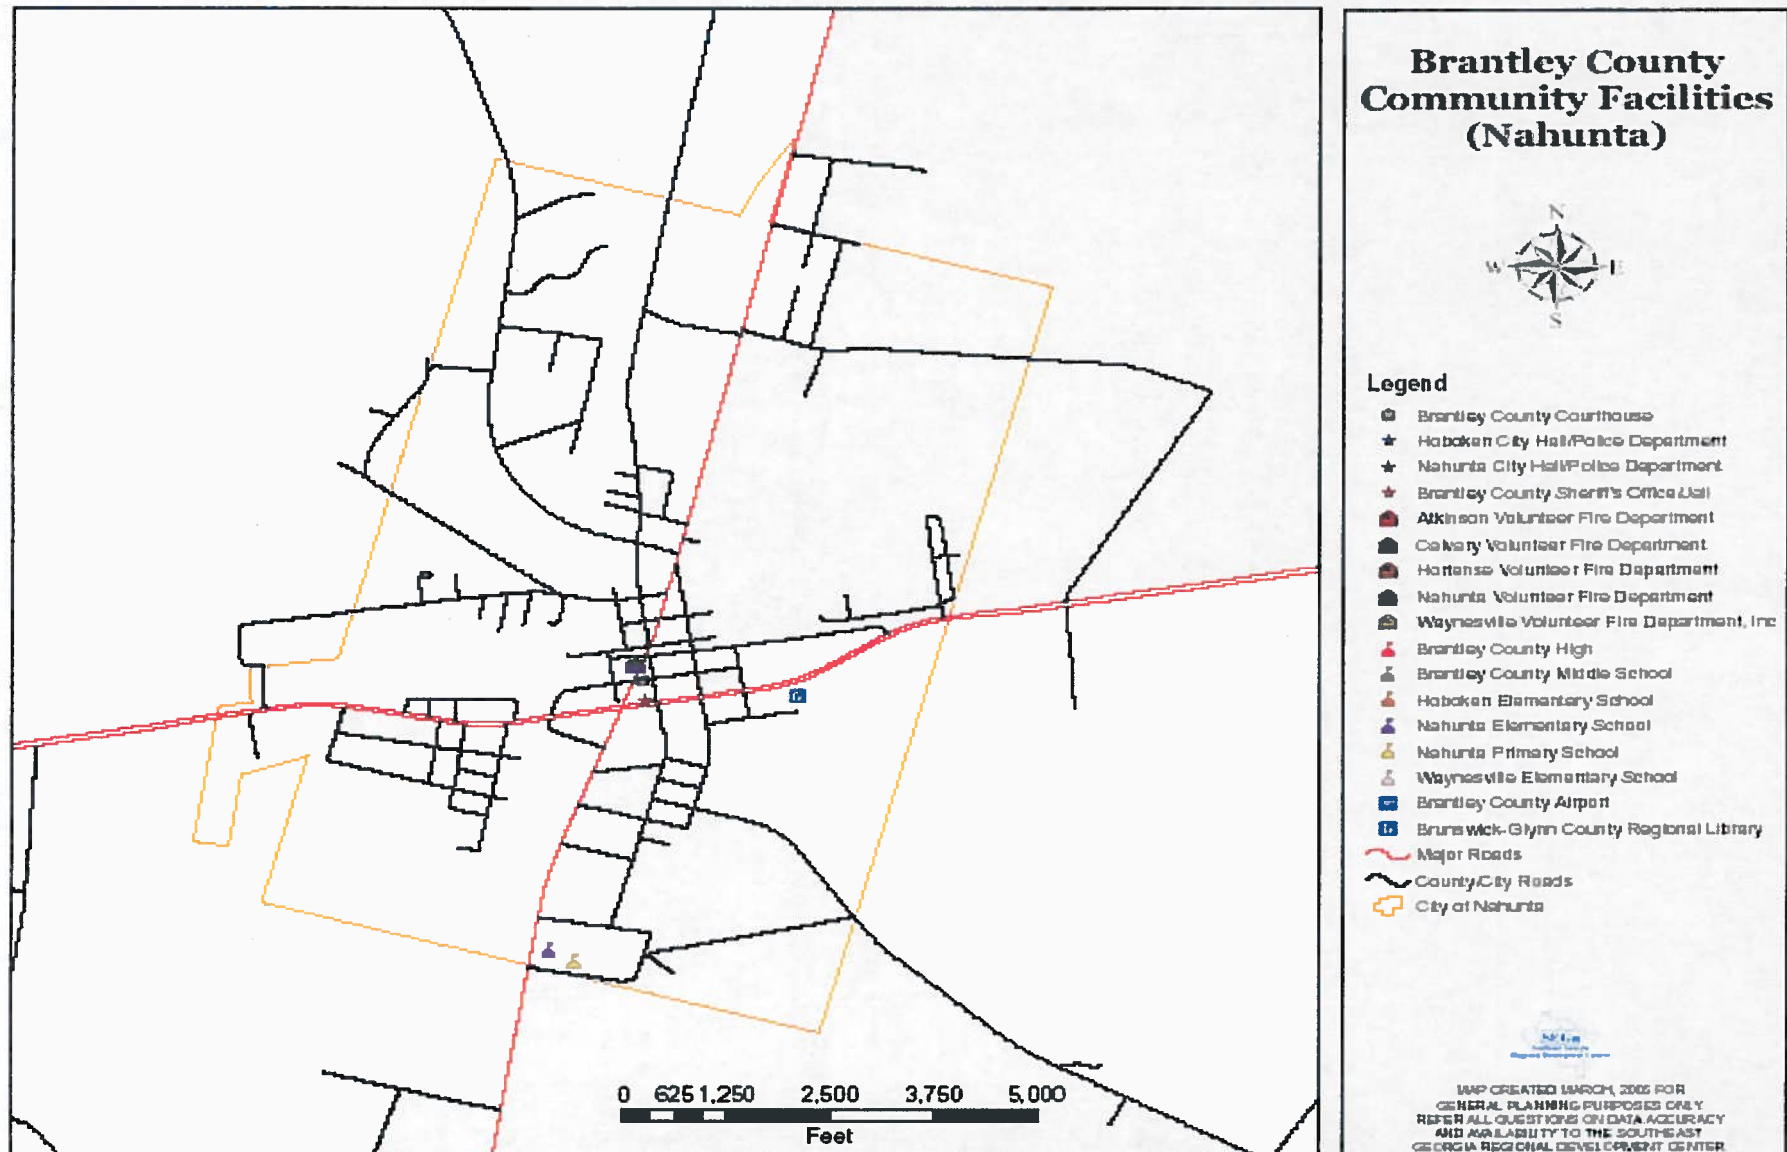 Brantley County
Community Facilities
(Nahunta)
N
W
E
S
Legend
Brantley County Courthouse
Hoboken City Hall/Police Department
Nahunta City Hall/Police Department
Brantley County Sheriff's Office/Jail
Atkinson Volunteer Fire Department
Calvary Volunteer Fire Department
Hortense Volunteer Fire Department
Nahunta Volunteer Fire Department
Waynesville Volunteer Fire Department, Inc
Brantley County High
Brantley County Middle School
Hoboken Elementary School
Nahunta Elementary School
Nahunta Primary School
Waynesville Elementary School
Brantley County Airport
Brunswick-Glynn County Regional Library
Major Roads
County/City Roads
City of Nahunta
0 625 1,250 2,500 3,750 5,000
Feet
MAP CREATED MARCH, 2005 FOR
GENERAL PLANNING PURPOSES ONLY
REFER ALL QUESTIONS ON DATA ACCURACY
AND AVAILABILITY TO THE SOUTHEAST
GEORGIA REGIONAL DEVELOPMENT CENTER